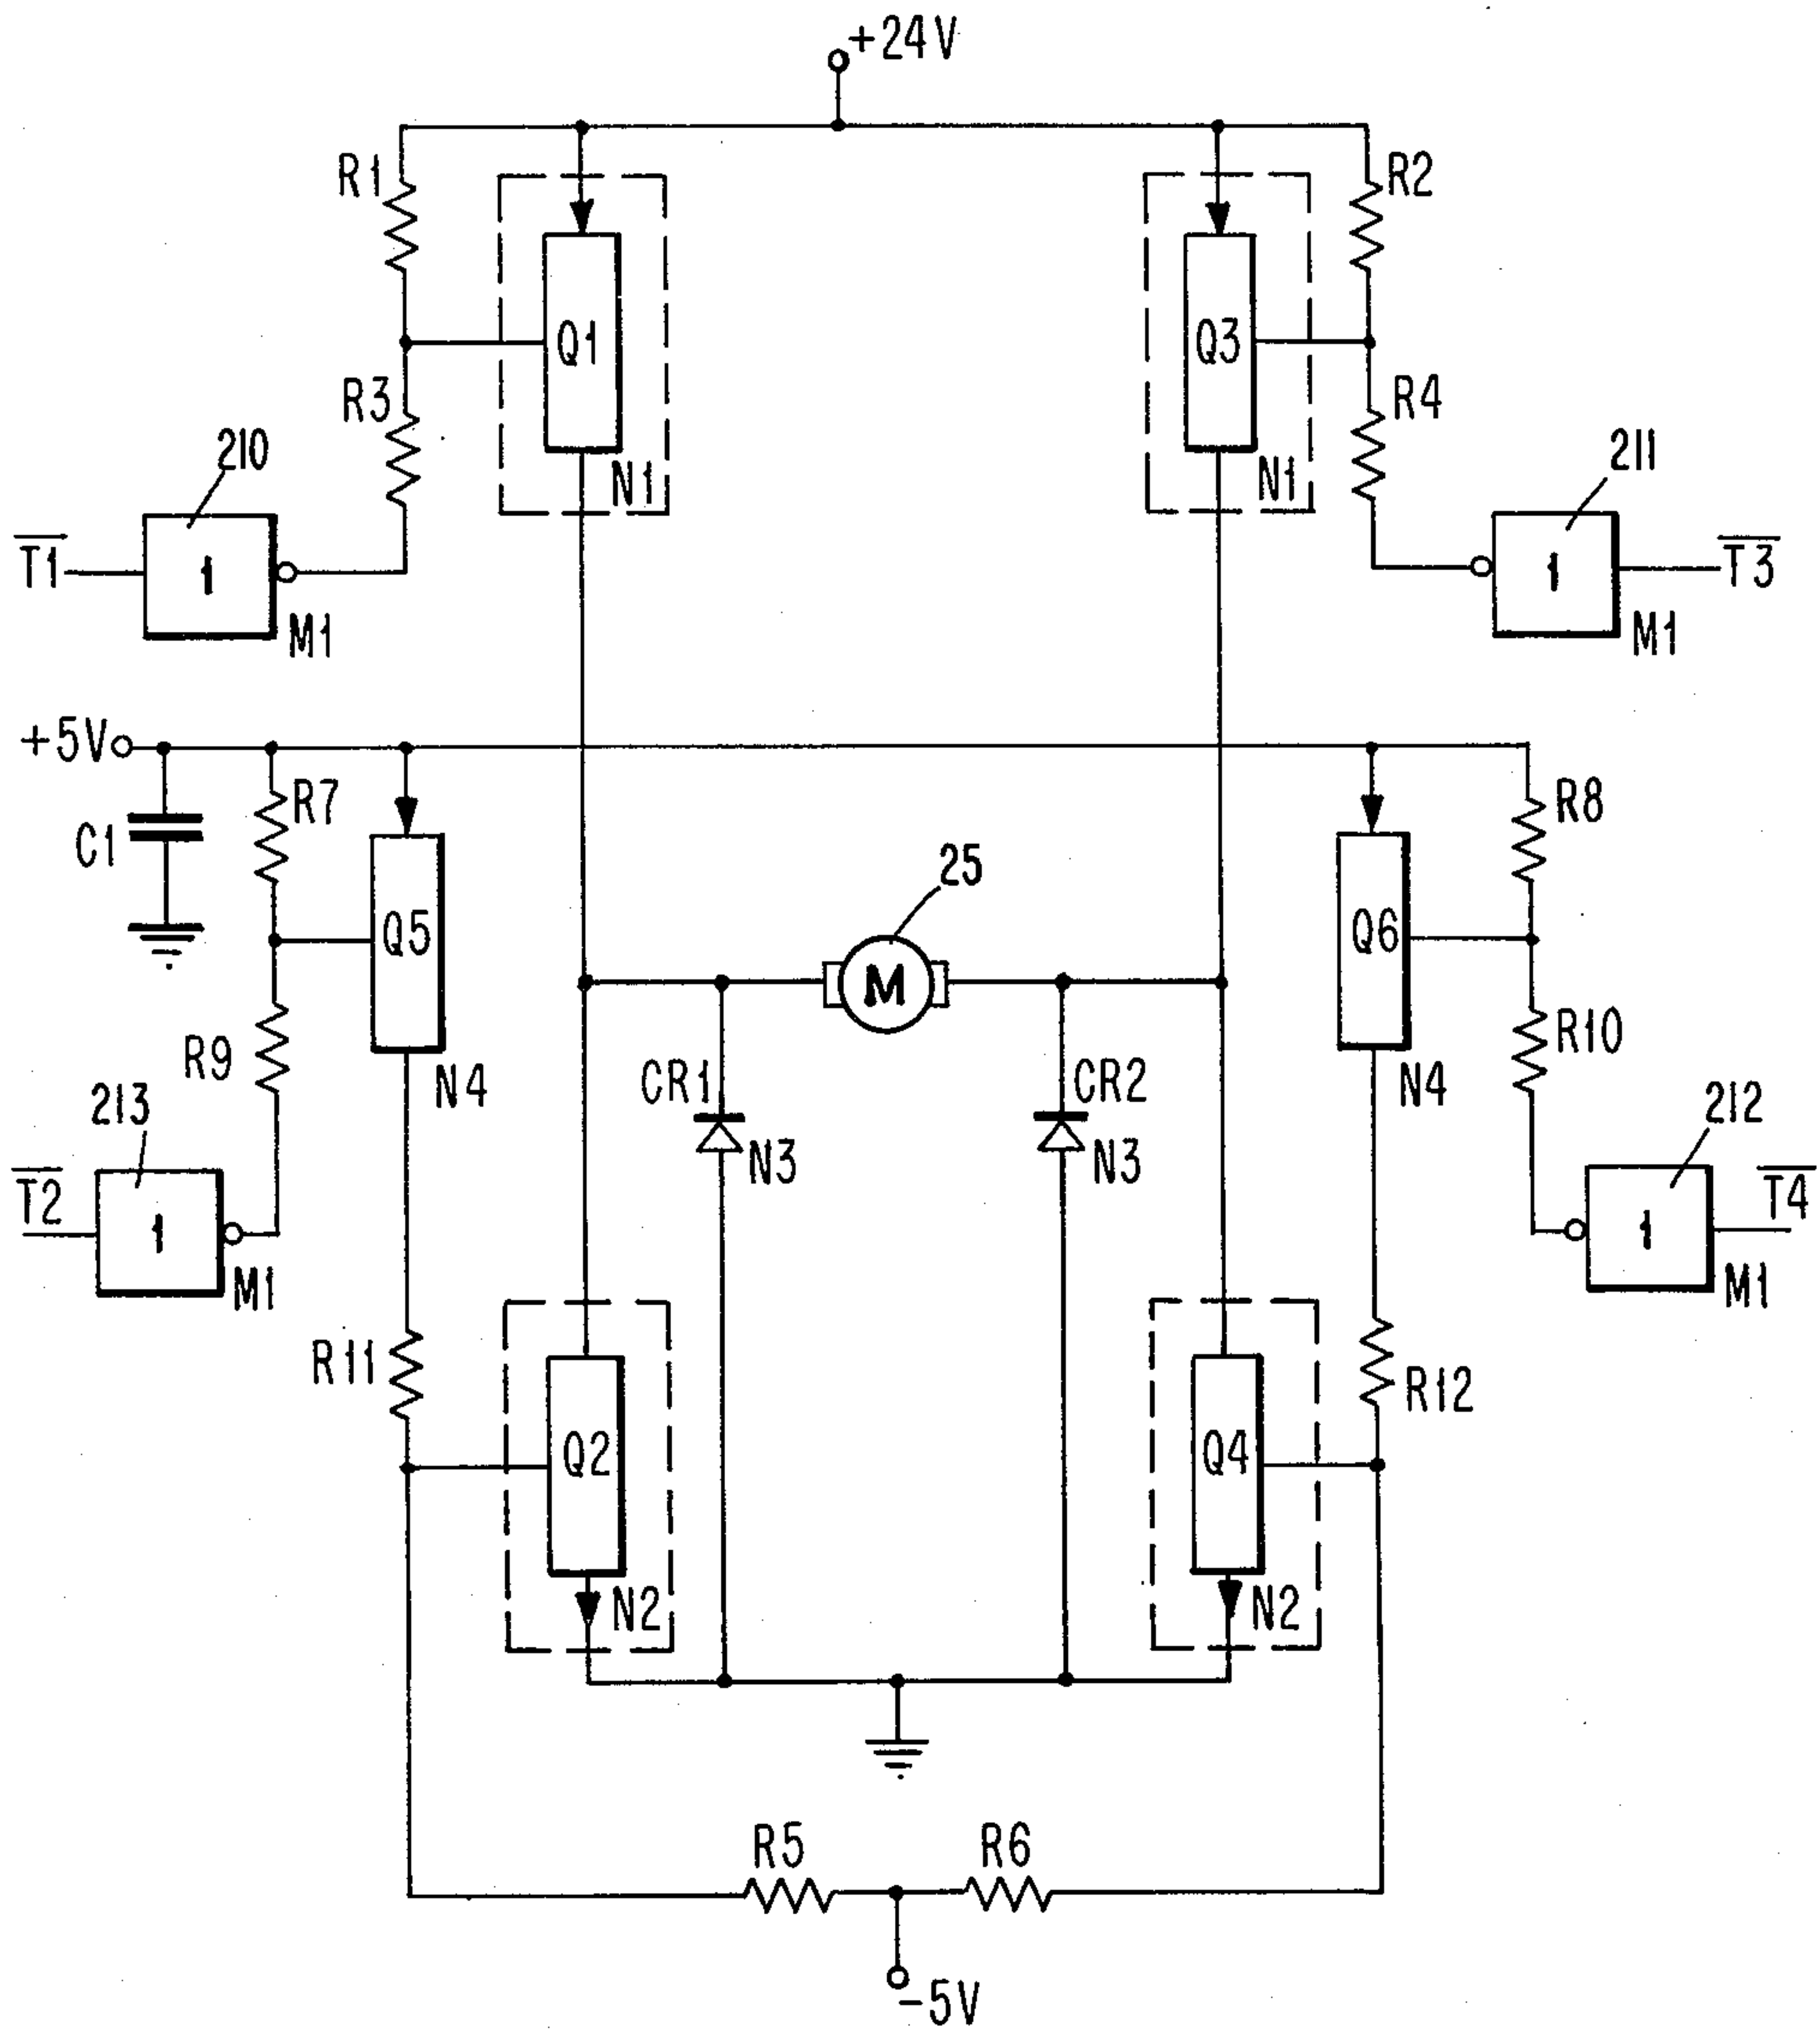 +24V
R1
R2
Q1
Q3
R3
R4
N1
N1
210
211
T1
1
M1
1
T3
M1
+5V
R7
R8
C1
25
Q5
Q6
M
R9
R10
N4
N4
CR1
CR2
N3
N3
213
212
T2
1
M1
1
T4
M1
R11
R12
Q2
Q4
N2
N2
R5
R6
-5V